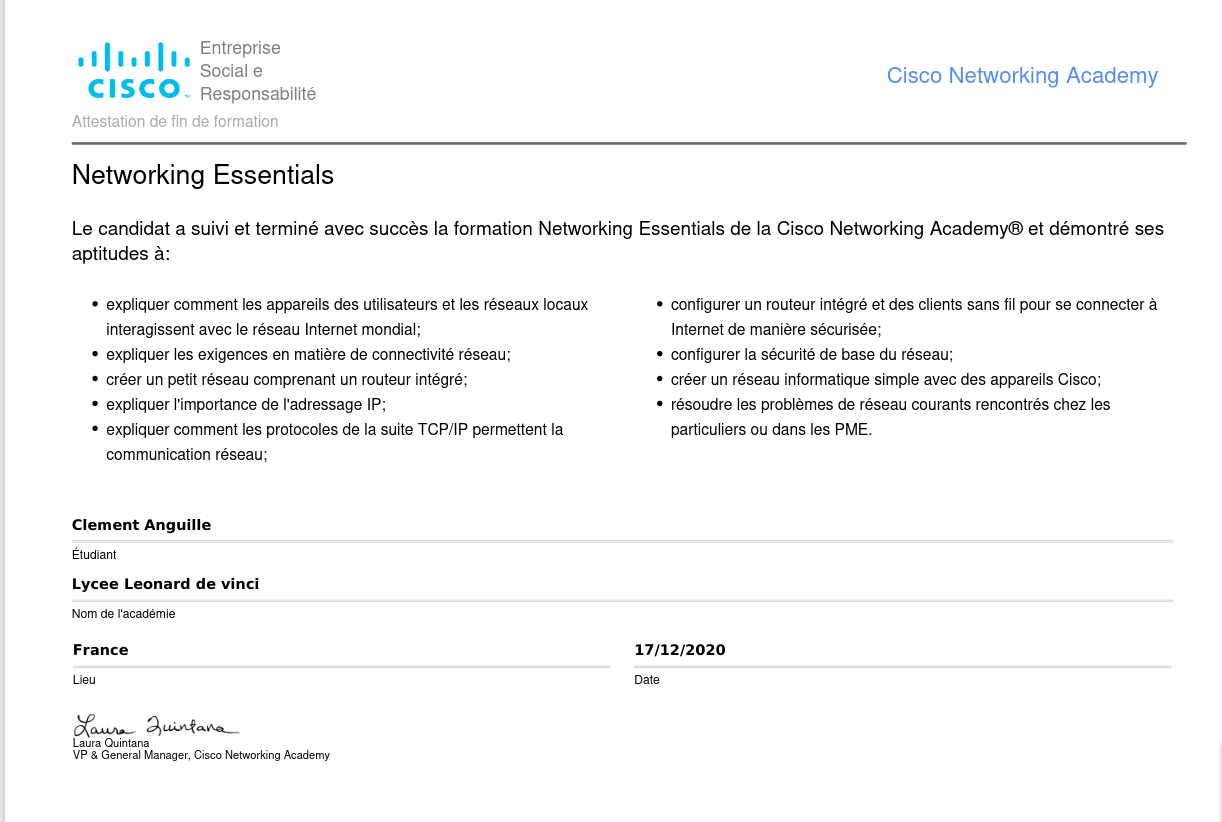 CISCO™
Entreprise
Social e
Responsabilité
Cisco Networking Academy
Attestation de fin de formation
Networking Essentials
Le candidat a suivi et terminé avec succès la formation Networking Essentials de la Cisco Networking Academy® et démontré ses
aptitudes à:
• expliquer comment les appareils des utilisateurs et les réseaux locaux
interagissent avec le réseau Internet mondial;
• expliquer les exigences en matière de connectivité réseau;
• créer un petit réseau comprenant un routeur intégré;
• expliquer l'importance de l'adressage IP;
• expliquer comment les protocoles de la suite TCP/IP permettent la
communication réseau;
• configurer un routeur intégré et des clients sans fil pour se connecter à
Internet de manière sécurisée;
• configurer la sécurité de base du réseau;
• créer un réseau informatique simple avec des appareils Cisco;
• résoudre les problèmes de réseau courants rencontrés chez les
particuliers ou dans les PME.
Clement Anguille
Étudiant
Lycee Leonard de vinci
Nom de l'académie
France
Lieu
17/12/2020
Date
Laura Quintana
Laura Quintana
VP & General Manager, Cisco Networking Academy